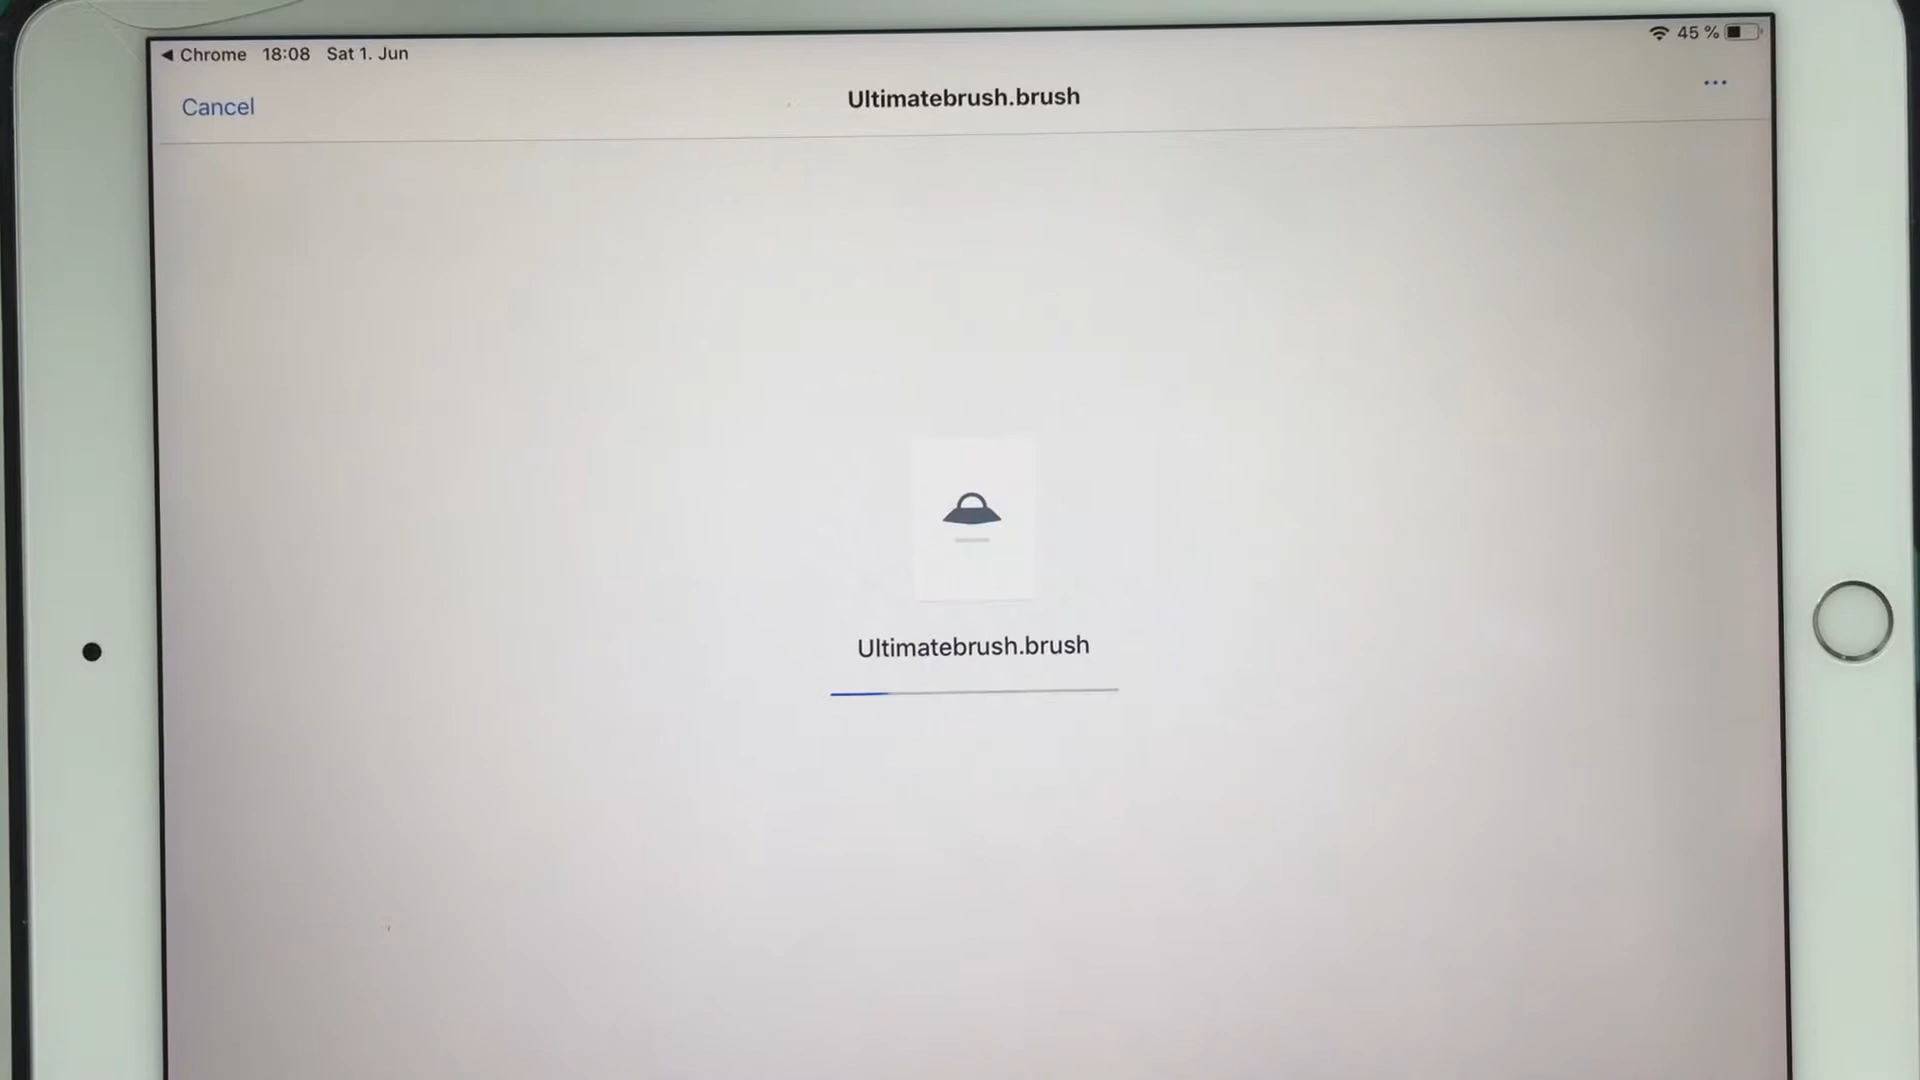 ◀ Chrome 18:08 Sat 1. Jun
45 %
Cancel
Ultimatebrush.brush
...
Ultimatebrush.brush